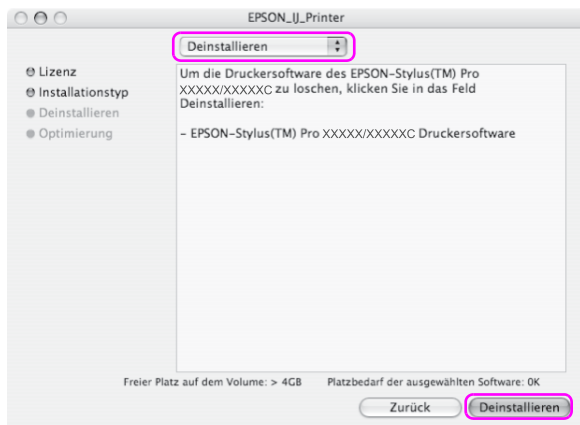 EPSON_IJ_Printer
Deinstallieren
Lizenz
Installationstyp
Deinstallieren
Optimierung
Um die Druckersoftware des EPSON-Stylus(TM) Pro
XXXXX/XXXXXC zu loschen, klicken Sie in das Feld
Deinstallieren:
- EPSON-Stylus(TM) Pro XXXXX/XXXXXC Druckersoftware
Freier Platz auf dem Volume: > 4GB Platzbedarf der ausgewählten Software: 0K
Zurück Deinstallieren